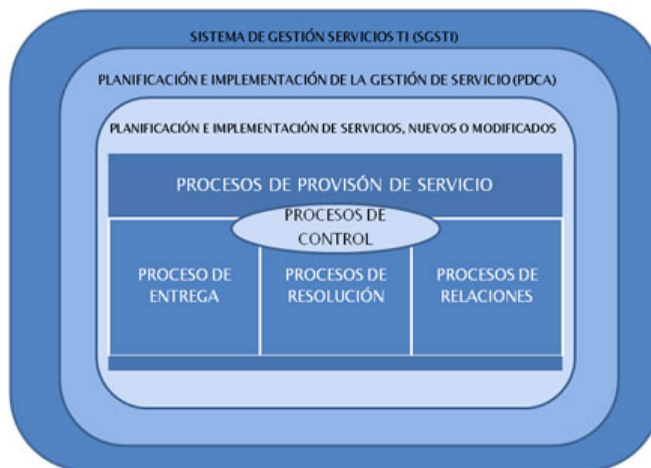 SISTEMA DE GESTIÓN SERVICIOS TI (SGSTI)
PLANIFICACIÓN E IMPLEMENTACIÓN DE LA GESTIÓN DE SERVICIO (PDCA)
PLANIFICACIÓN E IMPLEMENTACIÓN DE SERVICIOS, NUEVOS O MODIFICADOS
PROCESOS DE PROVISÓN DE SERVICIO
PROCESOS DE
CONTROL
PROCESO DE
ENTREGA
PROCESOS DE
RESOLUCIÓN
PROCESOS DE
RELACIONES